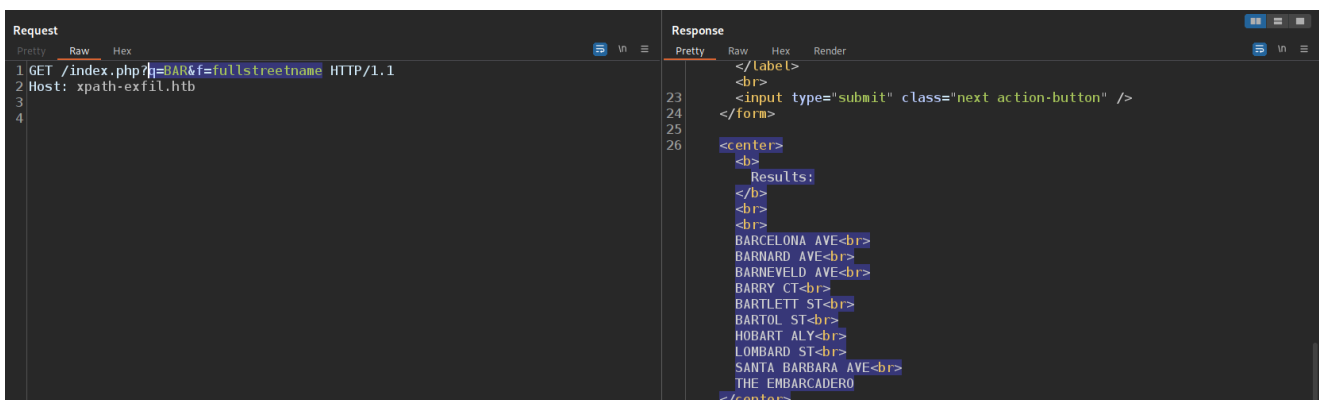 Request
Pretty Raw Hex
\n
1 GET /index.php?q=BAR&f=fullstreetname HTTP/1.1
2 Host: xpath-exfil.htb
3
4
Response
Pretty Raw Hex Render
\n
</label>
<br>
23 <input type="submit" class="next action-button" />
24 </form>
25
26 <center>
<b>
Results:
</b>
<br>
<br>
BARCELONA AVE<br>
BARNARD AVE<br>
BARNEVELD AVE<br>
BARRY CT<br>
BARTLETT ST<br>
BARTOL ST<br>
HOBART ALY<br>
LOMBARD ST<br>
SANTA BARBARA AVE<br>
THE EMBARCADERO
</center>